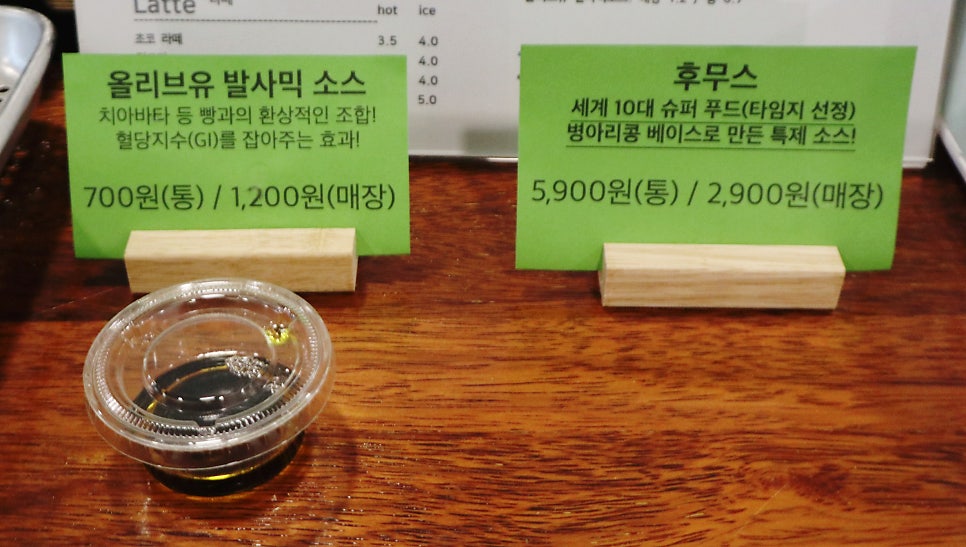 Latte 라떼
hot ice
초코 라떼 3.5 4.0
4.0
4.0
5.0
올리브유 발사믹 소스
치아바타 등 빵과의 환상적인 조합!
혈당지수(GI)를 잡아주는 효과!
700원(통) / 1,200원(매장)
후무스
세계 10대 슈퍼 푸드(타임지 선정)
병아리콩 베이스로 만든 특제 소스!
5,900원(통) / 2,900원(매장)